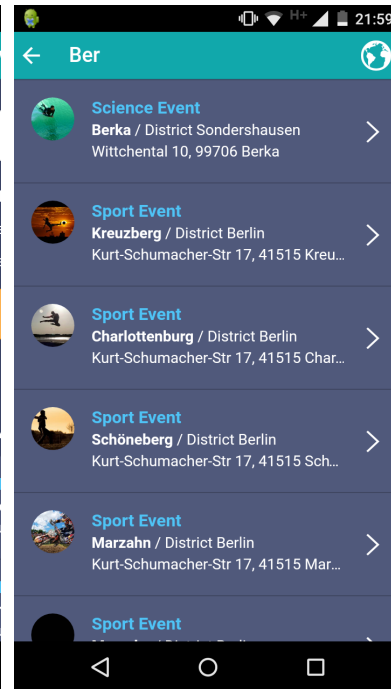 H+ 21:59
Ber
Science Event
Berka / District Sondershausen
Wittchental 10, 99706 Berka
Sport Event
Kreuzberg / District Berlin
Kurt-Schumacher-Str 17, 41515 Kreu...
Sport Event
Charlottenburg / District Berlin
Kurt-Schumacher-Str 17, 41515 Char...
Sport Event
Schöneberg / District Berlin
Kurt-Schumacher-Str 17, 41515 Sch...
Sport Event
Marzahn / District Berlin
Kurt-Schumacher-Str 17, 41515 Mar...
Sport Event